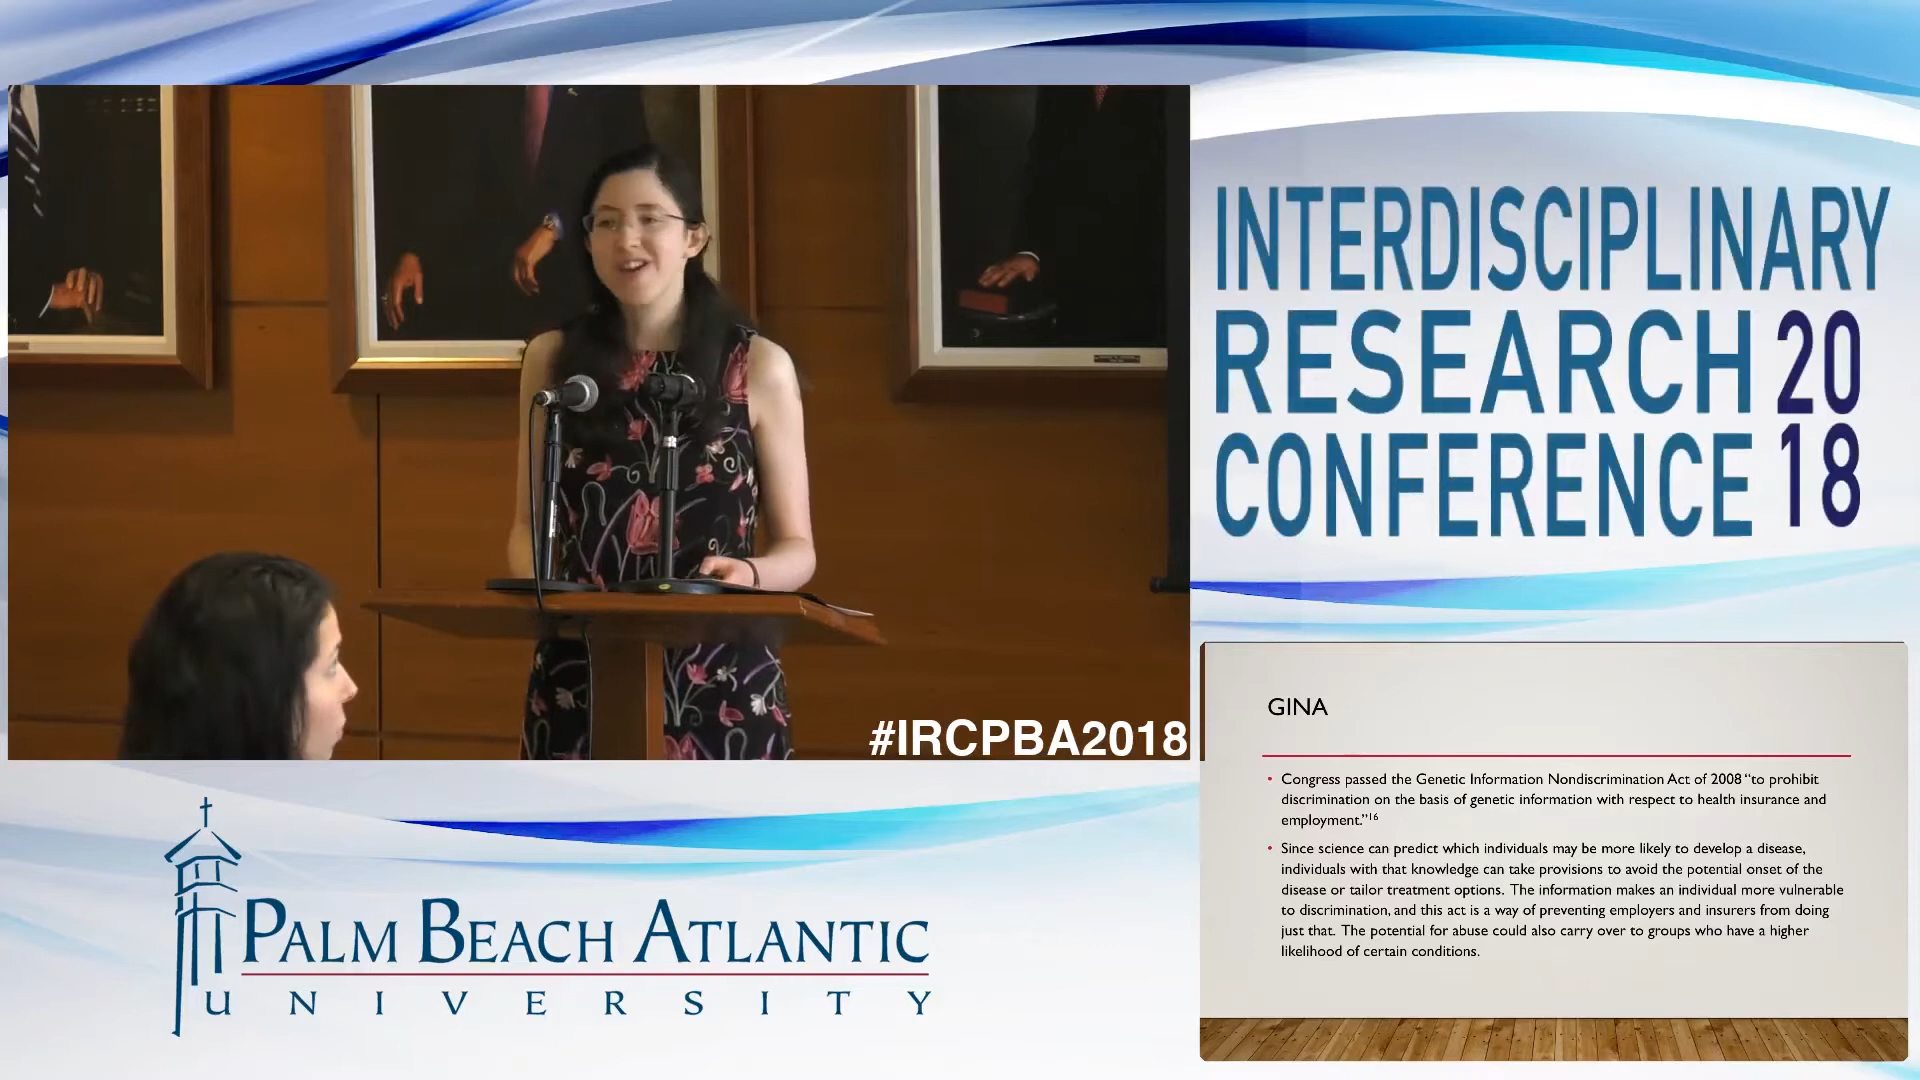 INTERDISCIPLINARY
RESEARCH 20
CONFERENCE 18
#IRCPBA2018
GINA
• Congress passed the Genetic Information Nondiscrimination Act of 2008 “to prohibit
discrimination on the basis of genetic information with respect to health insurance and
employment.”16
• Since science can predict which individuals may be more likely to develop a disease,
individuals with that knowledge can take provisions to avoid the potential onset of the
disease or tailor treatment options. The information makes an individual more vulnerable
to discrimination, and this act is a way of preventing employers and insurers from doing
just that. The potential for abuse could also carry over to groups who have a higher
likelihood of certain conditions.
PALM BEACH ATLANTIC
UNIVERSITY